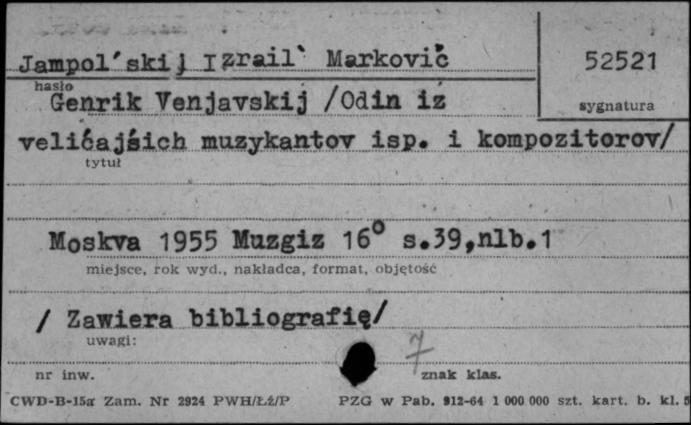 Jampol'skij Izrail` Markovič
52521
hasło
Genrik Venjavskij /Odin iz
sygnatura
veličajśich muzykantov isp. i kompozitorov/
tytuł
Moskva 1955 Muzgiz 16° s.39,nlb.1
miejsce, rok wyd., nakładca, format, objętość
/ Zawiera bibliografię/
uwagi:
7
nr inw.
znak klas.
CWD-B-15a Zam. Nr 2924 PWH/Łż/P PZG w Pab. 912-64 1 000 000 szt. kart. b. kl. 5